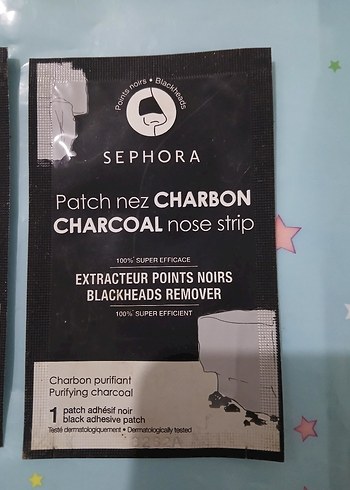 Points noirs • Blackheads
SEPHORA
Patch nez CHARBON
CHARCOAL nose strip
100%* SUPER EFFICACE
EXTRACTEUR POINTS NOIRS
BLACKHEADS REMOVER
100%* SUPER EFFICIENT
Charbon purifiant
Purifying charcoal
1 patch adhésif noir
black adhesive patch
Testé dermatologiquement • Dermatologically tested